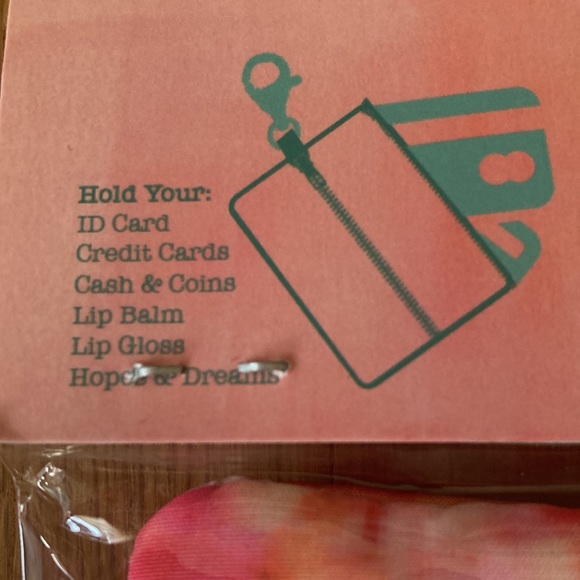 Hold Your:
ID Card
Credit Cards
Cash & Coins
Lip Balm
Lip Gloss
Hopes & Dreams